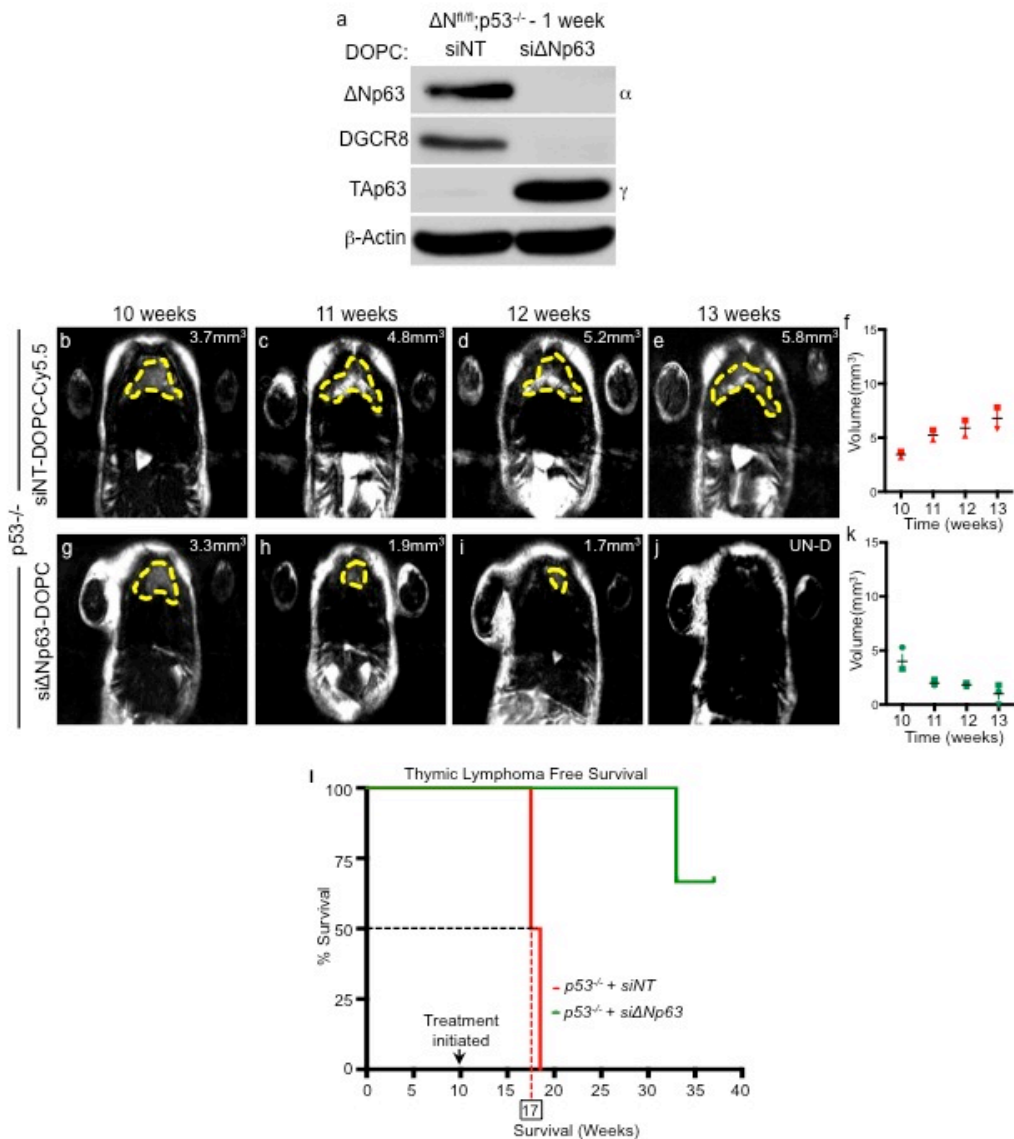 a
ΔNfl/fl;p53-/- - 1 week
DOPC: siNT siΔNp63
ΔNp63 α
DGCR8
TAp63 γ
β-Actin
10 weeks 11 weeks 12 weeks 13 weeks
p53-/-
siNT-DOPC-Cy5.5
b 3.7mm3
c 4.8mm3
d 5.2mm3
e 5.8mm3
f
Volume(mm3)
15
10
5
0
10 11 12 13
Time (weeks)
siΔNp63-DOPC
g 3.3mm3
h 1.9mm3
i 1.7mm3
j UN-D
k
Volume(mm3)
15
10
5
0
10 11 12 13
Time (weeks)
l
Thymic Lymphoma Free Survival
% Survival
100
75
50
25
0
p53-/- + siNT
p53-/- + siΔNp63
Treatment
initiated
0 5 10 15 20 25 30 35 40
17
Survival (Weeks)